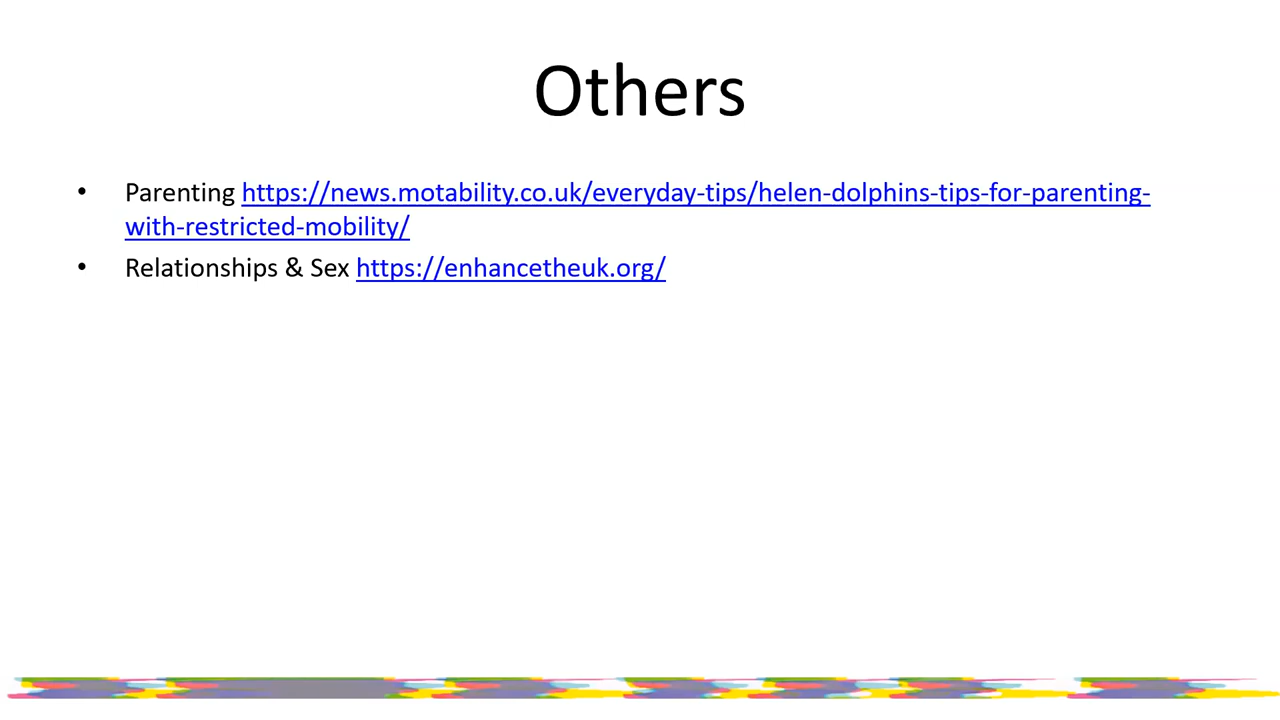 Others
• Parenting https://news.motability.co.uk/everyday-tips/helen-dolphins-tips-for-parenting-
with-restricted-mobility/
• Relationships & Sex https://enhancetheuk.org/